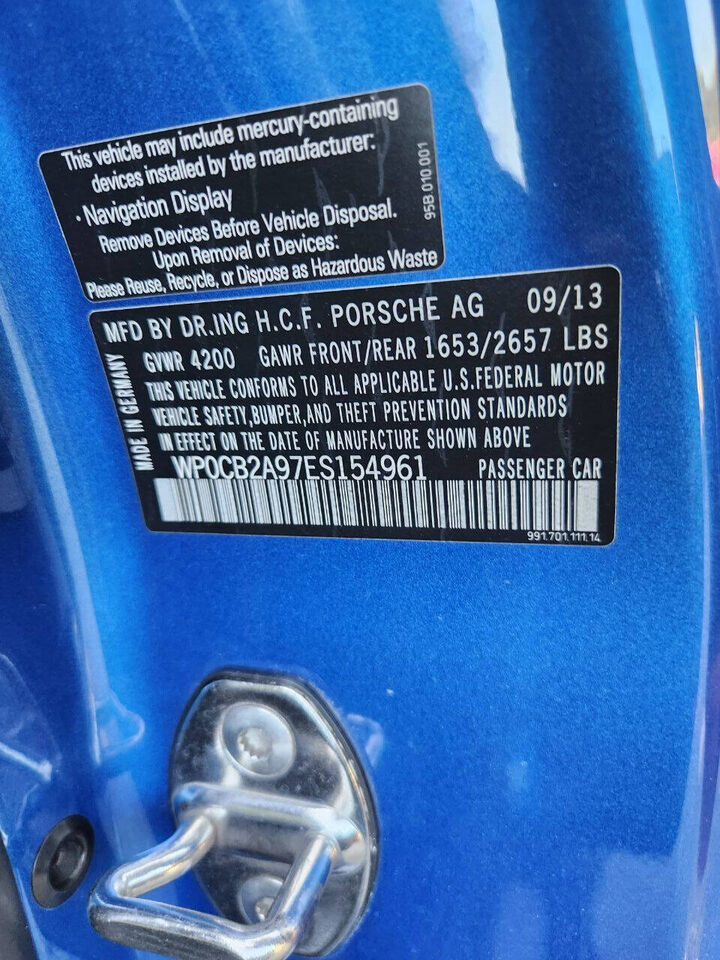 This vehicle may include mercury-containing
devices installed by the manufacturer:
· Navigation Display
Remove Devices Before Vehicle Disposal.
Upon Removal of Devices:
Please Reuse, Recycle, or Dispose as Hazardous Waste
95B 010.001
MFD BY DR.ING H.C.F. PORSCHE AG 09/13
GVWR 4200 GAWR FRONT/REAR 1653/2657 LBS
THIS VEHICLE CONFORMS TO ALL APPLICABLE U.S.FEDERAL MOTOR
VEHICLE SAFETY,BUMPER,AND THEFT PREVENTION STANDARDS
IN EFFECT ON THE DATE OF MANUFACTURE SHOWN ABOVE
WP0CB2A97ES154961 PASSENGER CAR
MADE IN GERMANY
991.701.111.14